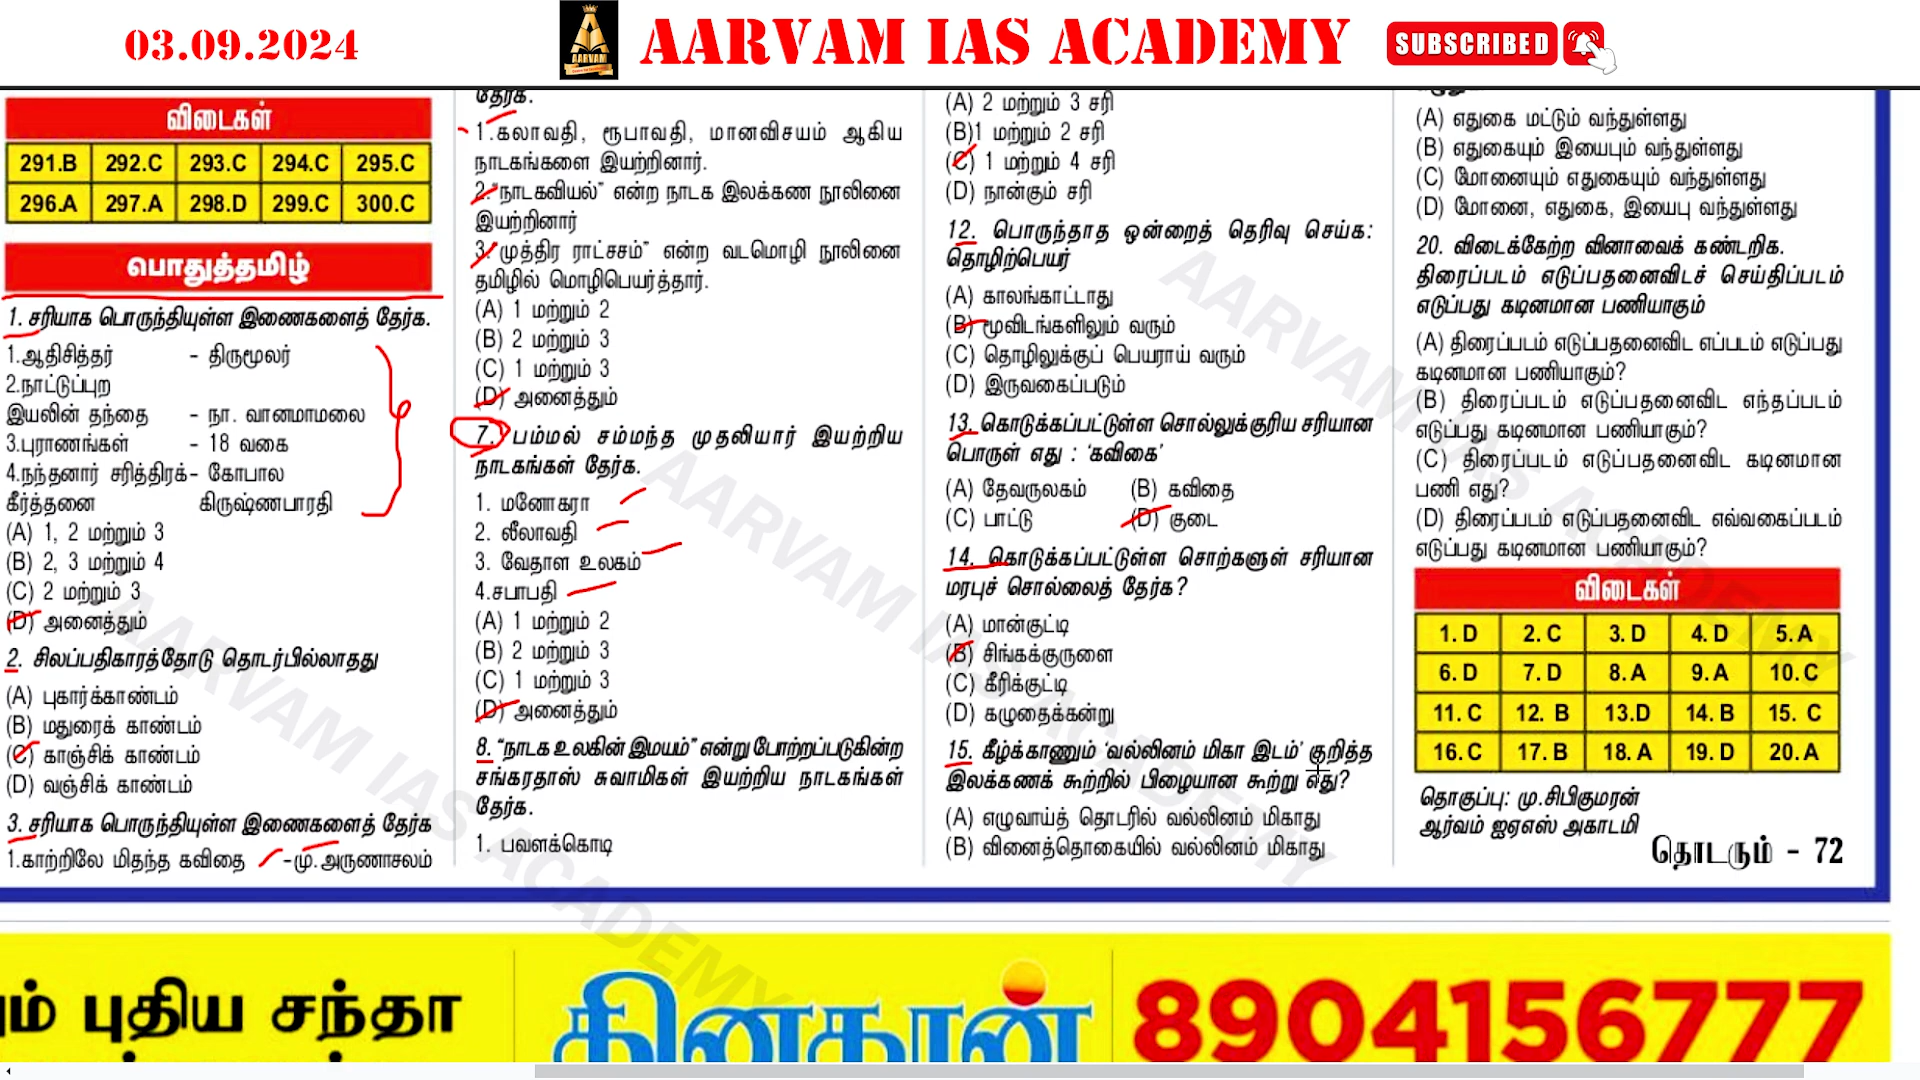 03.09.2024
AARVAM
AARVAM IAS ACADEMY
SUBSCRIBED
விடைகள்
291.B 292.C 293.C 294.C 295.C
296.A 297.A 298.D 299.C 300.C
பொதுத்தமிழ்
1. சரியாக பொருந்தியுள்ள இணைகளைத் தேர்க.
1.ஆதிசித்தர் - திருமூலர்
2.நாட்டுப்புற
இயலின் தந்தை - நா. வானமாமலை
3.புராணங்கள் - 18 வகை
4.நந்தனார் சரித்திரக்- கோபால
கீர்த்தனை கிருஷ்ணபாரதி
(A) 1, 2 மற்றும் 3
(B) 2, 3 மற்றும் 4
(C) 2 மற்றும் 3
(D) அனைத்தும்
2. சிலப்பதிகாரத்தோடு தொடர்பில்லாதது
(A) புகார்க்காண்டம்
(B) மதுரைக் காண்டம்
(C) காஞ்சிக் காண்டம்
(D) வஞ்சிக் காண்டம்
3. சரியாக பொருந்தியுள்ள இணைகளைத் தேர்க
1.காற்றிலே மிதந்த கவிதை -மு.அருணாசலம்
தேர்க.
1.கலாவதி, ரூபாவதி, மானவிசயம் ஆகிய
நாடகங்களை இயற்றினார்.
2."நாடகவியல்" என்ற நாடக இலக்கண நூலினை
இயற்றினார்
3."முத்திர ராட்சசம்" என்ற வடமொழி நூலினை
தமிழில் மொழிபெயர்த்தார்.
(A) 1 மற்றும் 2
(B) 2 மற்றும் 3
(C) 1 மற்றும் 3
(D) அனைத்தும்
7. பம்மல் சம்மந்த முதலியார் இயற்றிய
நாடகங்கள் தேர்க.
1. மனோகரா
2. லீலாவதி
3. வேதாள உலகம்
4.சபாபதி
(A) 1 மற்றும் 2
(B) 2 மற்றும் 3
(C) 1 மற்றும் 3
(D) அனைத்தும்
8. "நாடக உலகின் இமயம்" என்று போற்றப்படுகின்ற
சங்கரதாஸ் சுவாமிகள் இயற்றிய நாடகங்கள்
தேர்க.
1. பவளக்கொடி
(A) 2 மற்றும் 3 சரி
(B)1 மற்றும் 2 சரி
(C) 1 மற்றும் 4 சரி
(D) நான்கும் சரி
12. பொருந்தாத ஒன்றைத் தெரிவு செய்க:
தொழிற்பெயர்
(A) காலங்காட்டாது
(B) மூவிடங்களிலும் வரும்
(C) தொழிலுக்குப் பெயராய் வரும்
(D) இருவகைப்படும்
13. கொடுக்கப்பட்டுள்ள சொல்லுக்குரிய சரியான
பொருள் எது : 'கவிகை'
(A) தேவருலகம் (B) கவிதை
(C) பாட்டு (D) குடை
14. கொடுக்கப்பட்டுள்ள சொற்களுள் சரியான
மரபுச் சொல்லைத் தேர்க?
(A) மான்குட்டி
(B) சிங்கக்குருளை
(C) கீரிக்குட்டி
(D) கழுதைக்கன்று
15. கீழ்க்காணும் 'வல்லினம் மிகா இடம்' குறித்த
இலக்கணக் கூற்றில் பிழையான கூற்று எது?
(A) எழுவாய்த் தொடரில் வல்லினம் மிகாது
(B) வினைத்தொகையில் வல்லினம் மிகாது
(A) எதுகை மட்டும் வந்துள்ளது
(B) எதுகையும் இயைபும் வந்துள்ளது
(C) மோனையும் எதுகையும் வந்துள்ளது
(D) மோனை, எதுகை, இயைபு வந்துள்ளது
20. விடைக்கேற்ற வினாவைக் கண்டறிக.
திரைப்படம் எடுப்பதனைவிடச் செய்திப்படம்
எடுப்பது கடினமான பணியாகும்
(A) திரைப்படம் எடுப்பதனைவிட எப்படம் எடுப்பது
கடினமான பணியாகும்?
(B) திரைப்படம் எடுப்பதனைவிட எந்தப்படம்
எடுப்பது கடினமான பணியாகும்?
(C) திரைப்படம் எடுப்பதனைவிட கடினமான
பணி எது?
(D) திரைப்படம் எடுப்பதனைவிட எவ்வகைப்படம்
எடுப்பது கடினமான பணியாகும்?
விடைகள்
1. D 2. C 3. D 4. D 5. A
6. D 7. D 8. A 9. A 10. C
11. C 12. B 13.D 14. B 15. C
16. C 17. B 18. A 19. D 20. A
தொகுப்பு: மு.சிபிகுமரன்
ஆர்வம் ஐஏஎஸ் அகாடமி
தொடரும் - 72
AARVAM IAS ACADEMY
AARVAM IAS ACADEMY
AARVAM IAS ACADEMY
ம் புதிய சந்தா
தினகரன்
8904156777